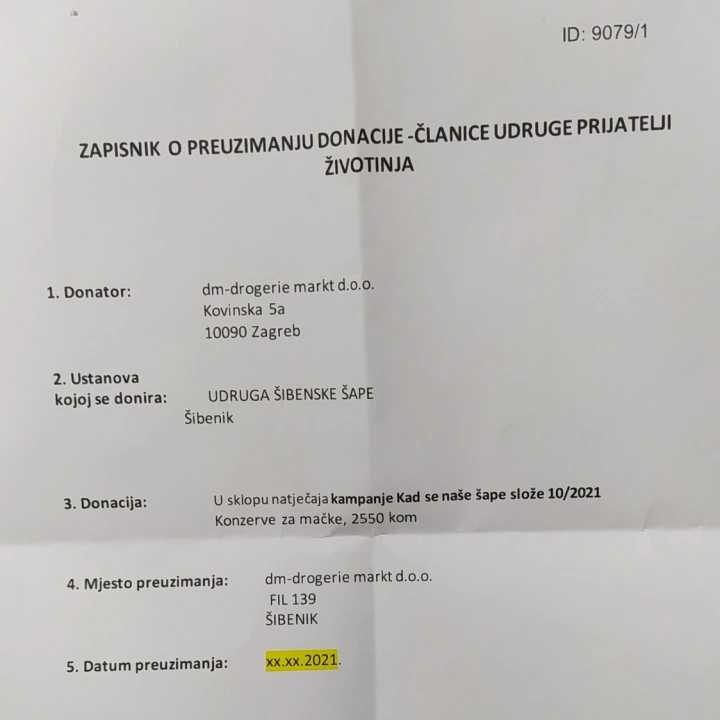 ID: 9079/1
ZAPISNIK O PREUZIMANJU DONACIJE -ČLANICE UDRUGE PRIJATELJI
ŽIVOTINJA
1. Donator: dm-drogerie markt d.o.o.
Kovinska 5a
10090 Zagreb
2. Ustanova
kojoj se donira: UDRUGA ŠIBENSKE ŠAPE
Šibenik
3. Donacija: U sklopu natječaja kampanje Kad se naše šape slože 10/2021
Konzerve za mačke, 2550 kom
4. Mjesto preuzimanja: dm-drogerie markt d.o.o.
FIL 139
ŠIBENIK
5. Datum preuzimanja: xx.xx.2021.